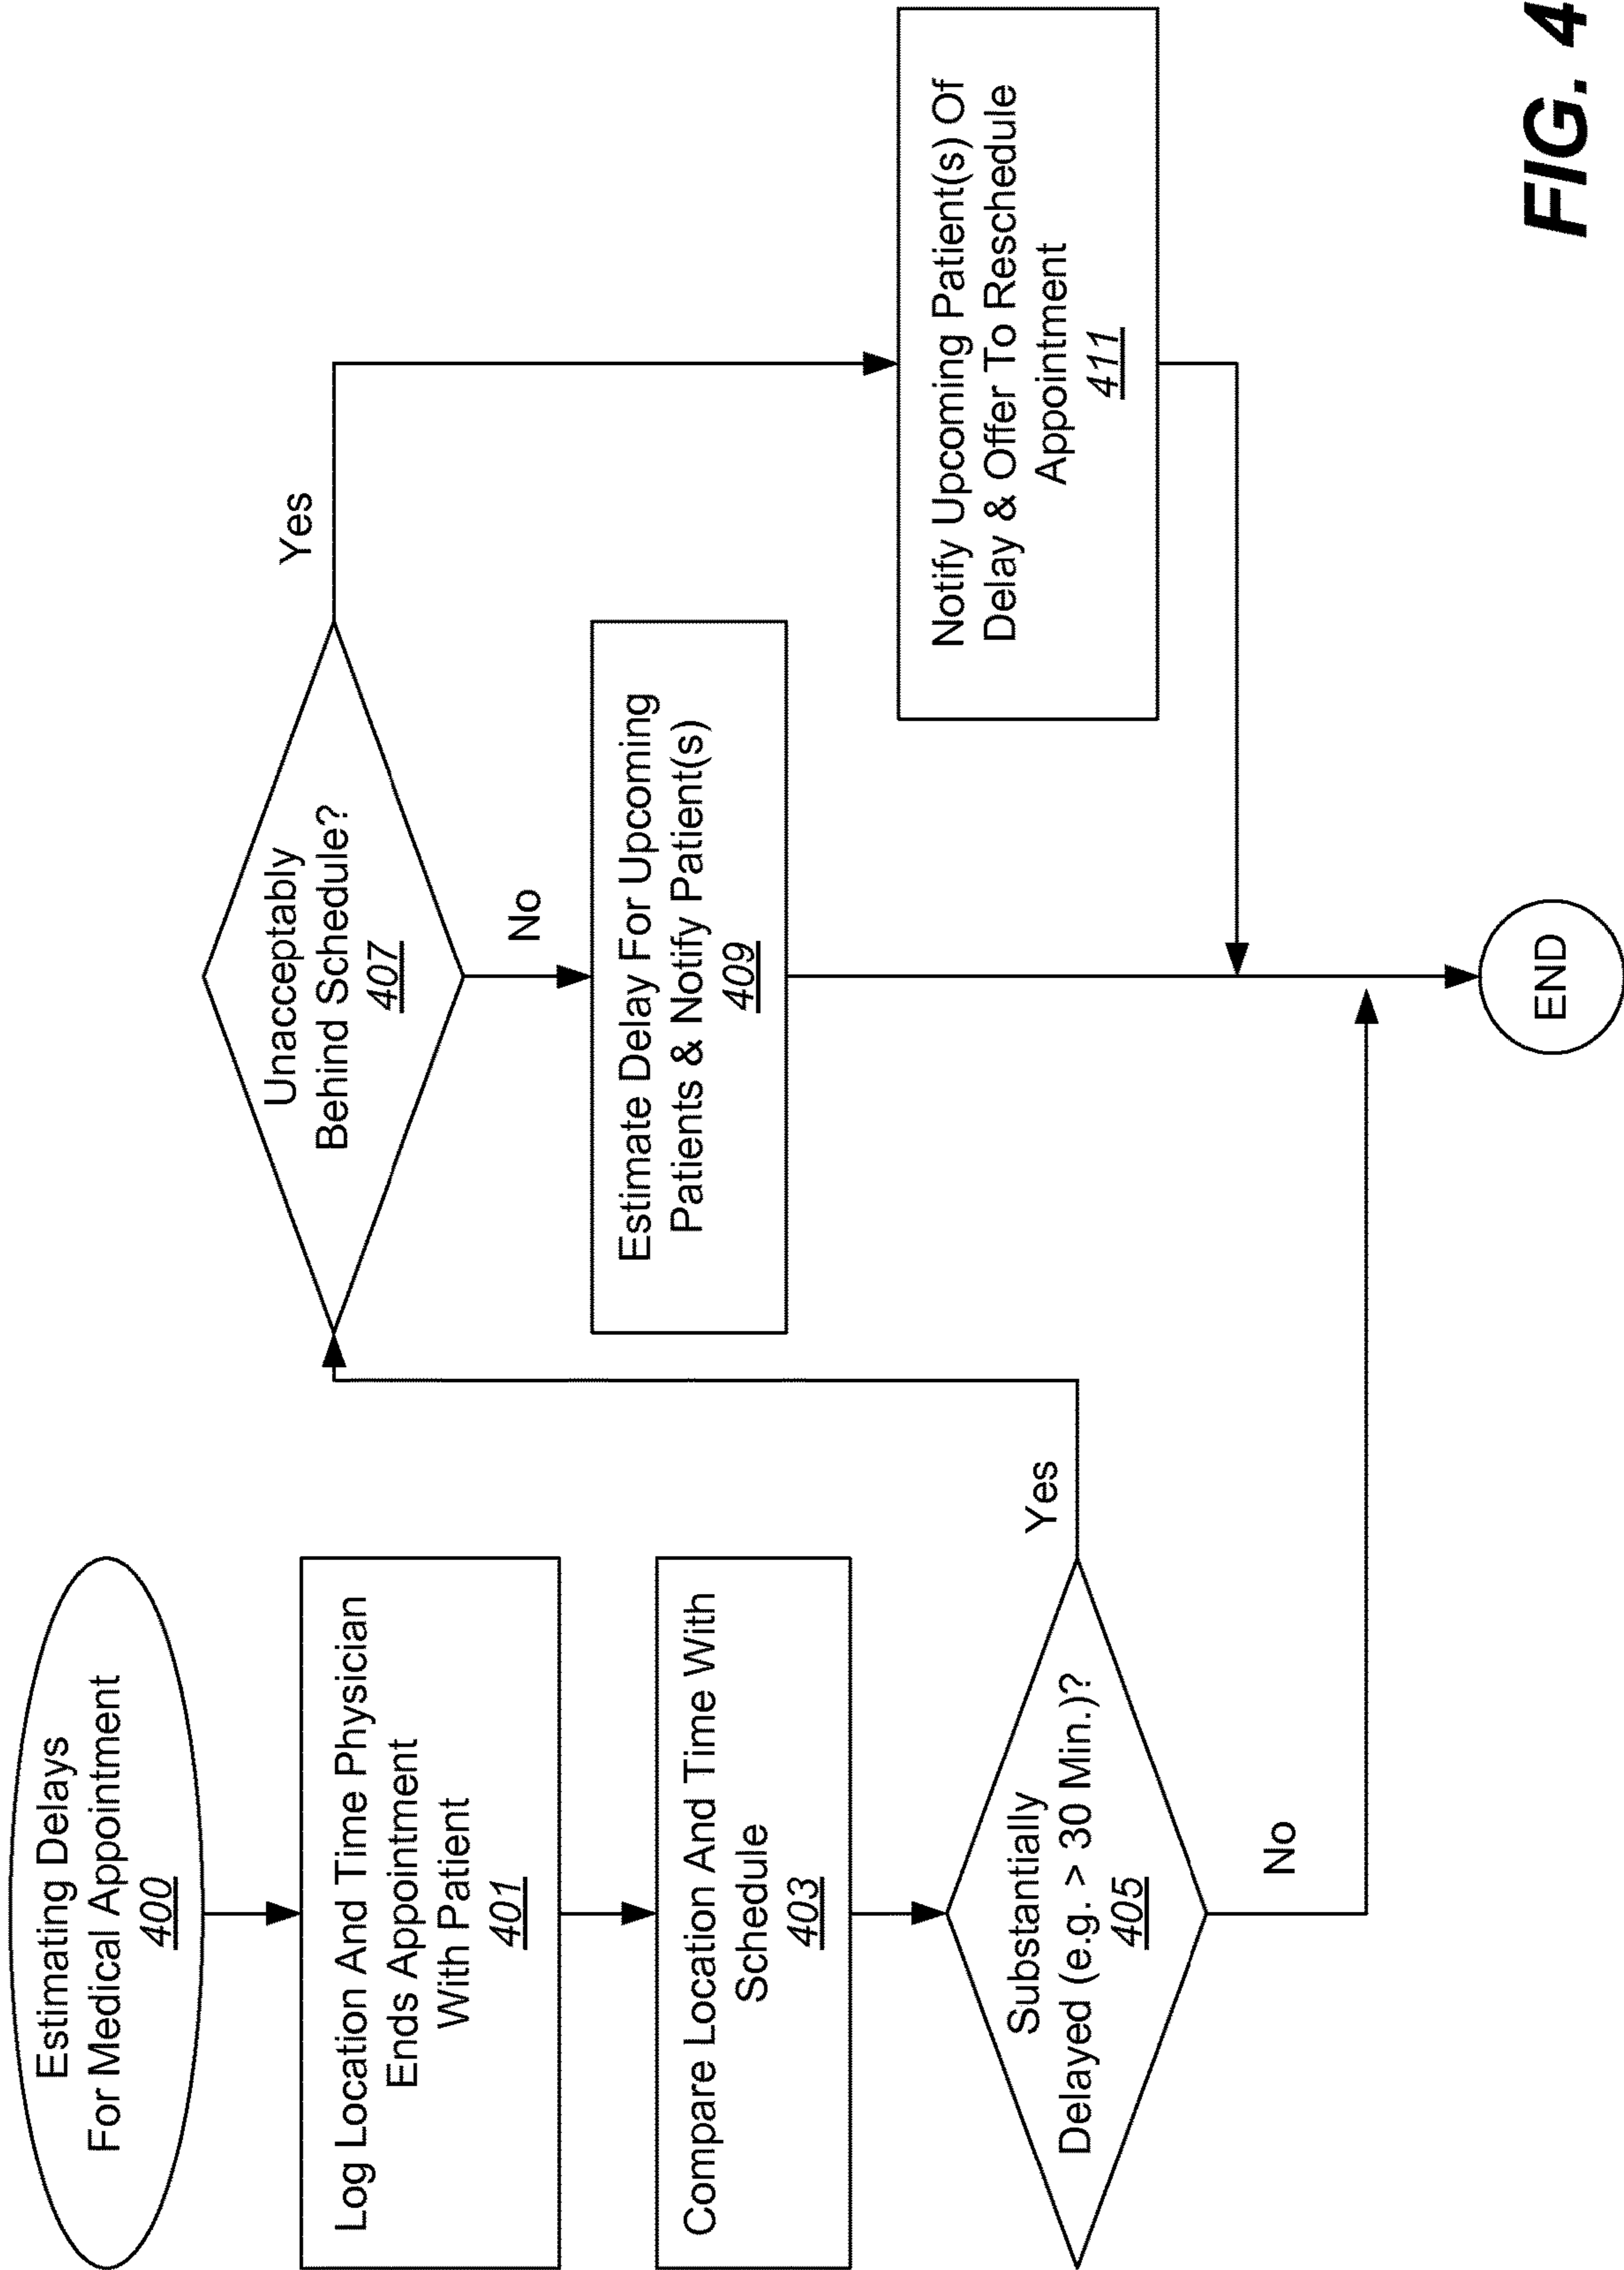 Estimating Delays
For Medical Appointment
400
Log Location And Time Physician
Ends Appointment
With Patient
401
Compare Location And Time With
Schedule
403
Substantially
Delayed (e.g. > 30 Min.)?
405
Yes
No
Unacceptably
Behind Schedule?
407
Yes
No
Estimate Delay For Upcoming
Patients & Notify Patient(s)
409
Notify Upcoming Patient(s) Of
Delay & Offer To Reschedule
Appointment
411
END
FIG. 4